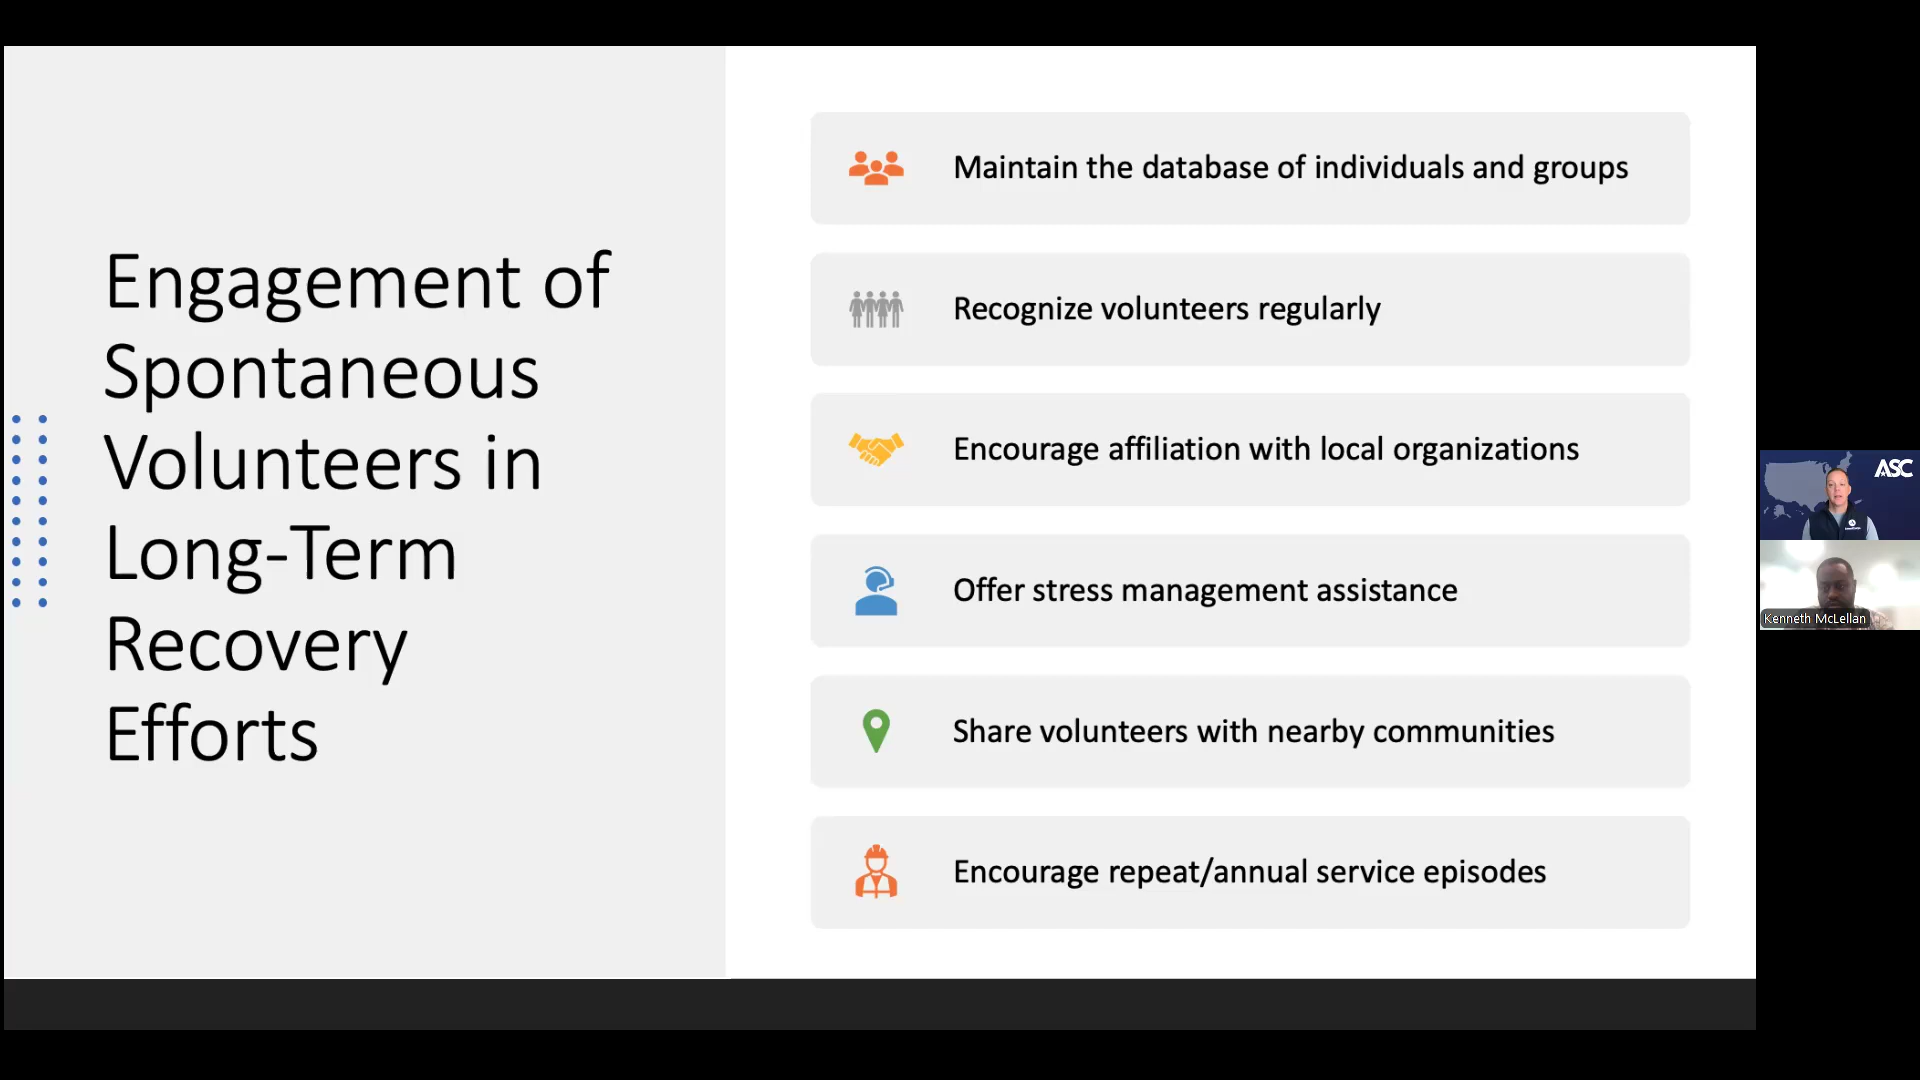 Engagement of
Spontaneous
Volunteers in
Long-Term
Recovery
Efforts
Maintain the database of individuals and groups
Recognize volunteers regularly
Encourage affiliation with local organizations
Offer stress management assistance
Share volunteers with nearby communities
Encourage repeat/annual service episodes
ASC
Kenneth McLellan